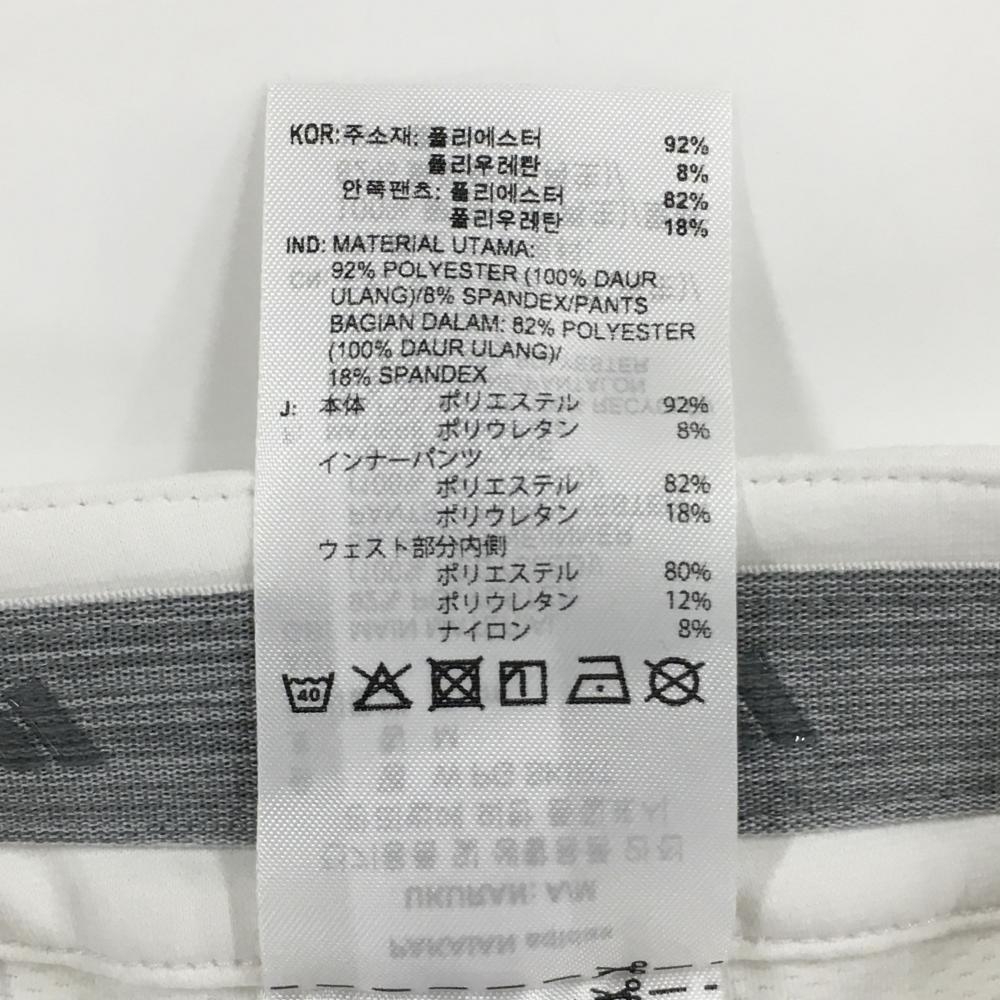 KOR:주소재: 폴리에스터 92%
폴리우레탄 8%
안쪽팬츠: 폴리에스터 82%
폴리우레탄 18%
IND: MATERIAL UTAMA:
92% POLYESTER (100% DAUR
ULANG)/8% SPANDEX/PANTS
BAGIAN DALAM: 82% POLYESTER
(100% DAUR ULANG)/
18% SPANDEX
J: 本体 ポリエステル 92%
ポリウレタン 8%
インナーパンツ
ポリエステル 82%
ポリウレタン 18%
ウェスト部分内側
ポリエステル 80%
ポリウレタン 12%
ナイロン 8%
40